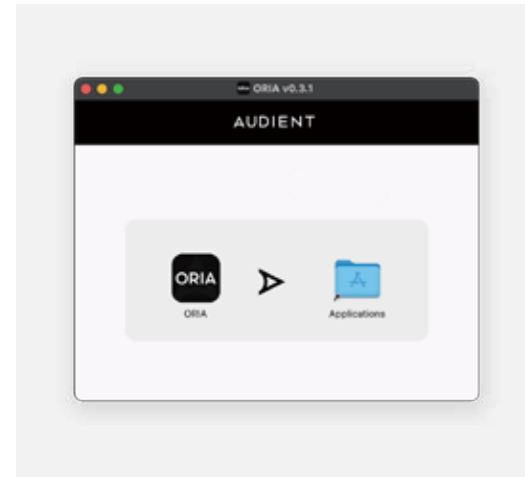 ORIA v0.3.1
AUDIENT
ORIA
ORIA
Applications